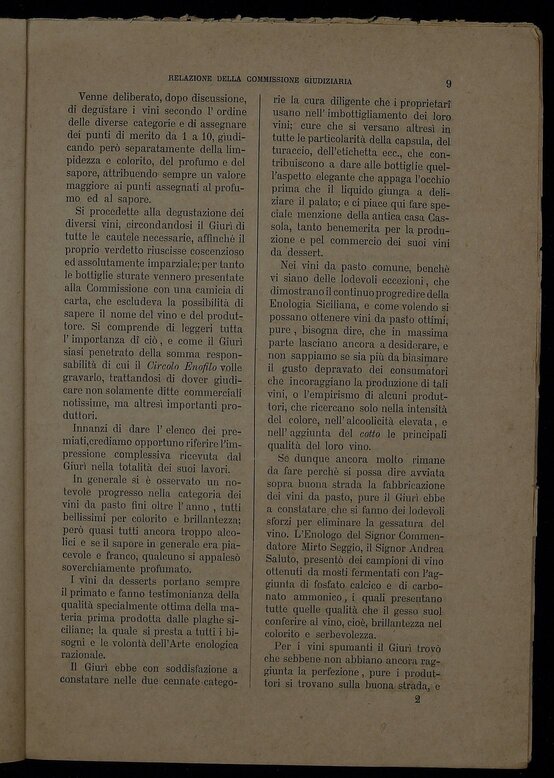 RELAZIONE DELLA COMMISSIONE GIUDIZIARIA
9
Venne deliberato, dopo discussione,
di degustare i vini secondo l' ordine
delle diverse categorie e di assegnare
dei punti di merito da 1 a 10, giudi-
cando però separatamente della lim-
pidezza e colorito, del profumo e del
sapore, attribuendo sempre un valore
maggiore ai punti assegnati al profu-
mo ed al sapore.
Si procedette alla degustazione dei
diversi vini, circondandosi il Giurì di
tutte le cautele necessarie, affinchè il
proprio verdetto riuscisse coscenzioso
ed assolutamente imparziale; per tanto
le bottiglie sturate vennero presentate
alla Commissione con una camicia di
carta, che escludeva la possibilità di
sapere il nome del vino e del produt-
tore. Si comprende di leggeri tutta
l' importanza di ciò , e come il Giurì
siasi penetrato della somma respon-
sabilità di cui il Circolo Enofilo volle
gravarlo, trattandosi di dover giudi-
care non solamente ditte commerciali
notissime, ma altresì importanti pro-
duttori.
Innanzi di dare l' elenco dei pre-
miati,crediamo opportuno riferire l'im-
pressione complessiva ricevuta dal
Giurì nella totalità dei suoi lavori.
In generale si è osservato un no-
tevole progresso nella categoria dei
vini da pasto fini oltre l' anno , tutti
bellissimi per colorito e brillantezza;
però quasi tutti ancora troppo alcoo-
lici e se il sapore in generale era pia-
cevole e franco, qualcuno si appalesò
soverchiamente profumato.
I vini da desserts portano sempre
il primato e fanno testimonianza della
qualità specialmente ottima della ma-
teria prima prodotta dalle plaghe si-
ciliane; la quale si presta a tutti i bi-
sogni e le volontà dell'Arte enologica
razionale.
Il Giurì ebbe con soddisfazione a
constatare nelle due cennate catego-
rie la cura diligente che i proprietari
usano nell'imbottigliamento dei loro
vini; cure che si versano altresì in
tutte le particolarità della capsula, del
turaccio, dell'etichetta ecc., che con-
tribuiscono a dare alle bottiglie quel-
l'aspetto elegante che appaga l'occhio
prima che il liquido giunga a deli-
ziare il palato; e ci piace qui fare spe-
ciale menzione della antica casa Cas-
sola, tanto benemerita per la produ-
zione e pel commercio dei suoi vini
da dessert.
Nei vini da pasto comune, benchè
vi siano delle lodevoli eccezioni, che
dimostrano il continuo progredire della
Enologia Siciliana, e come volendo si
possano ottenere vini da pasto ottimi,
pure , bisogna dire, che in massima
parte lasciano ancora a desiderare, e
non sappiamo se sia più da biasimare
il gusto depravato dei consumatori
che incoraggiano la produzione di tali
vini, o l'empirismo di alcuni produt-
tori, che ricercano solo nella intensità
del colore, nell'alcoolicità elevata, e
nell'aggiunta del cotto le principali
qualità del loro vino.
Se dunque ancora molto rimane
da fare perchè si possa dire avviata
sopra buona strada la fabbricazione
dei vini da pasto, pure il Giurì ebbe
a constatare, che si fanno dei lodevoli
sforzi per eliminare la gessatura del
vino. L'Enologo del Signor Commen-
datore Mirto Seggio, il Signor Andrea
Saluto, presentò dei campioni di vino
ottenuti da mosti fermentati con l'ag-
giunta di fosfato calcico e di carbo-
nato ammonico, i quali presentano
tutte quelle qualità che il gesso suol
conferire al vino, cioè, brillantezza nel
colorito e serbevolezza.
Per i vini spumanti il Giurì trovò
che sebbene non abbiano ancora rag-
giunta la perfezione , pure i produt-
tori si trovano sulla buona strada, e
2